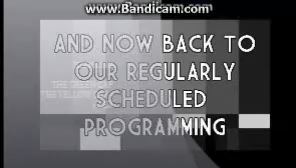 www.Bandicam.com
AND NOW BACK TO
OUR REGULARLY
SCHEDULED
PROGRAMMING